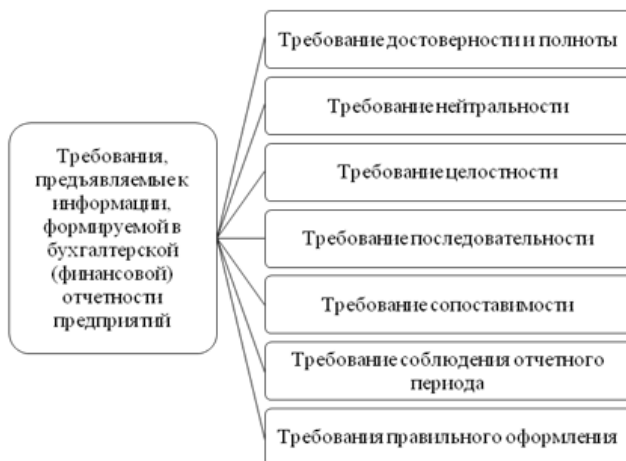 Требования,
предъявляемые к
информации,
формируемой в
бухгалтерской
(финансовой)
отчетности
предприятий
Требование достоверности и полноты
Требование нейтральности
Требование целостности
Требование последовательности
Требование сопоставимости
Требование соблюдения отчетного
периода
Требования правильного оформления